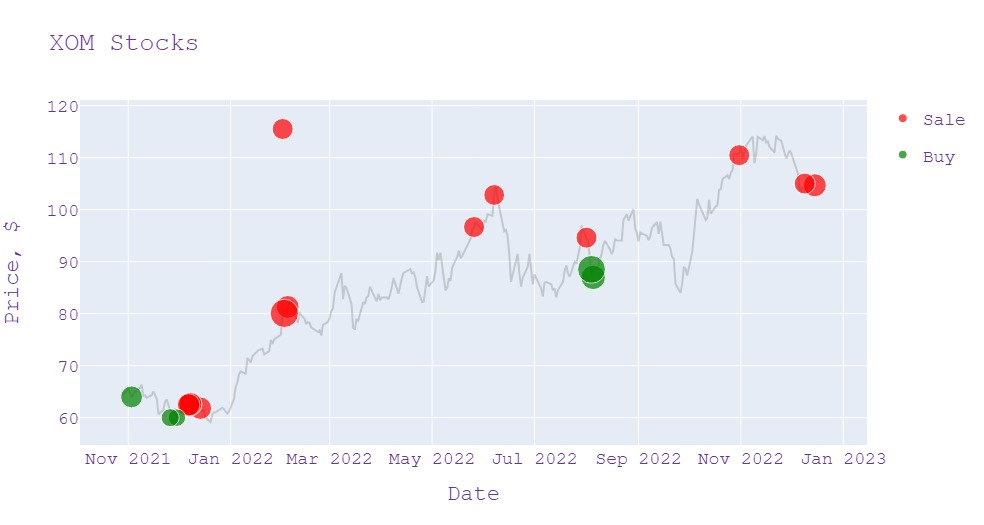 XOM Stocks
120
110
100
90
80
70
60
Price, $
Nov 2021 Jan 2022 Mar 2022 May 2022 Jul 2022 Sep 2022 Nov 2022 Jan 2023
Date
Sale
Buy